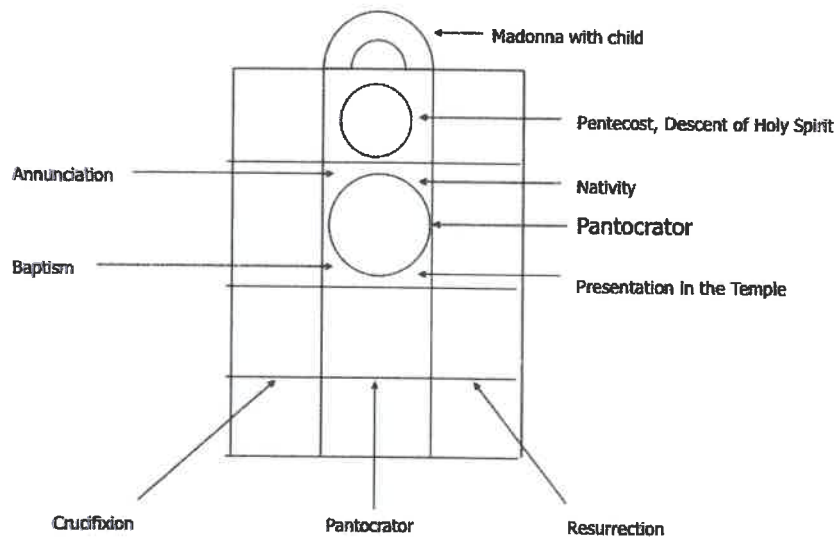 Madonna with child
Pentecost, Descent of Holy Spirit
Annunciation
Nativity
Pantocrator
Baptism
Presentation in the Temple
Crucifixion
Pantocrator
Resurrection